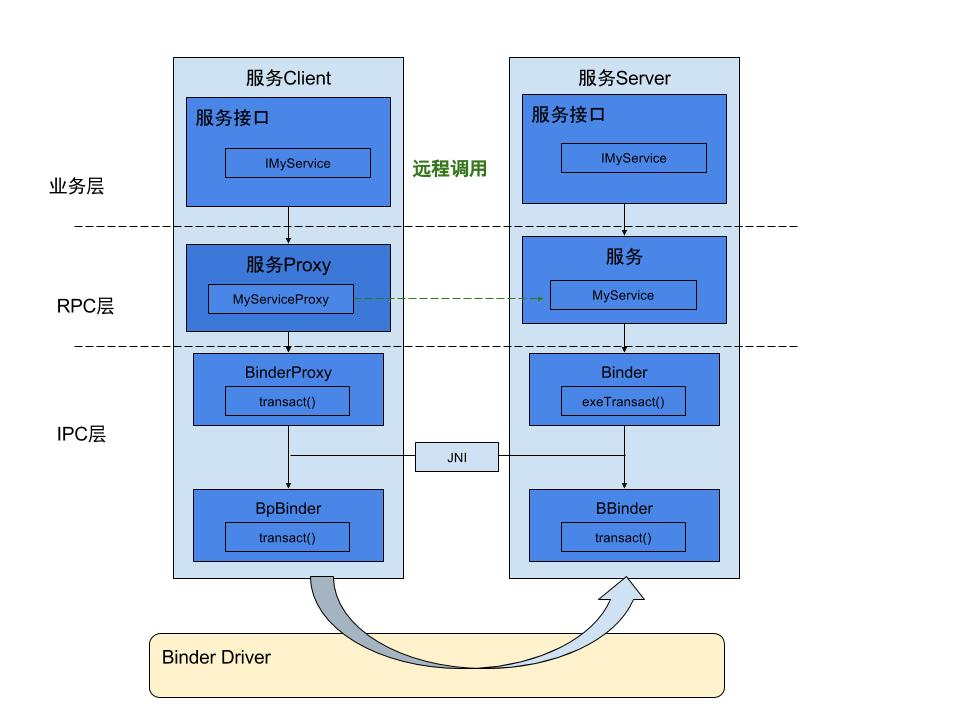 服务Client
服务Server
服务接口
服务接口
IMyService
IMyService
远程调用
业务层
服务Proxy
服务
MyServiceProxy
MyService
RPC层
BinderProxy
Binder
transact()
exeTransact()
IPC层
JNI
BpBinder
BBinder
transact()
transact()
Binder Driver